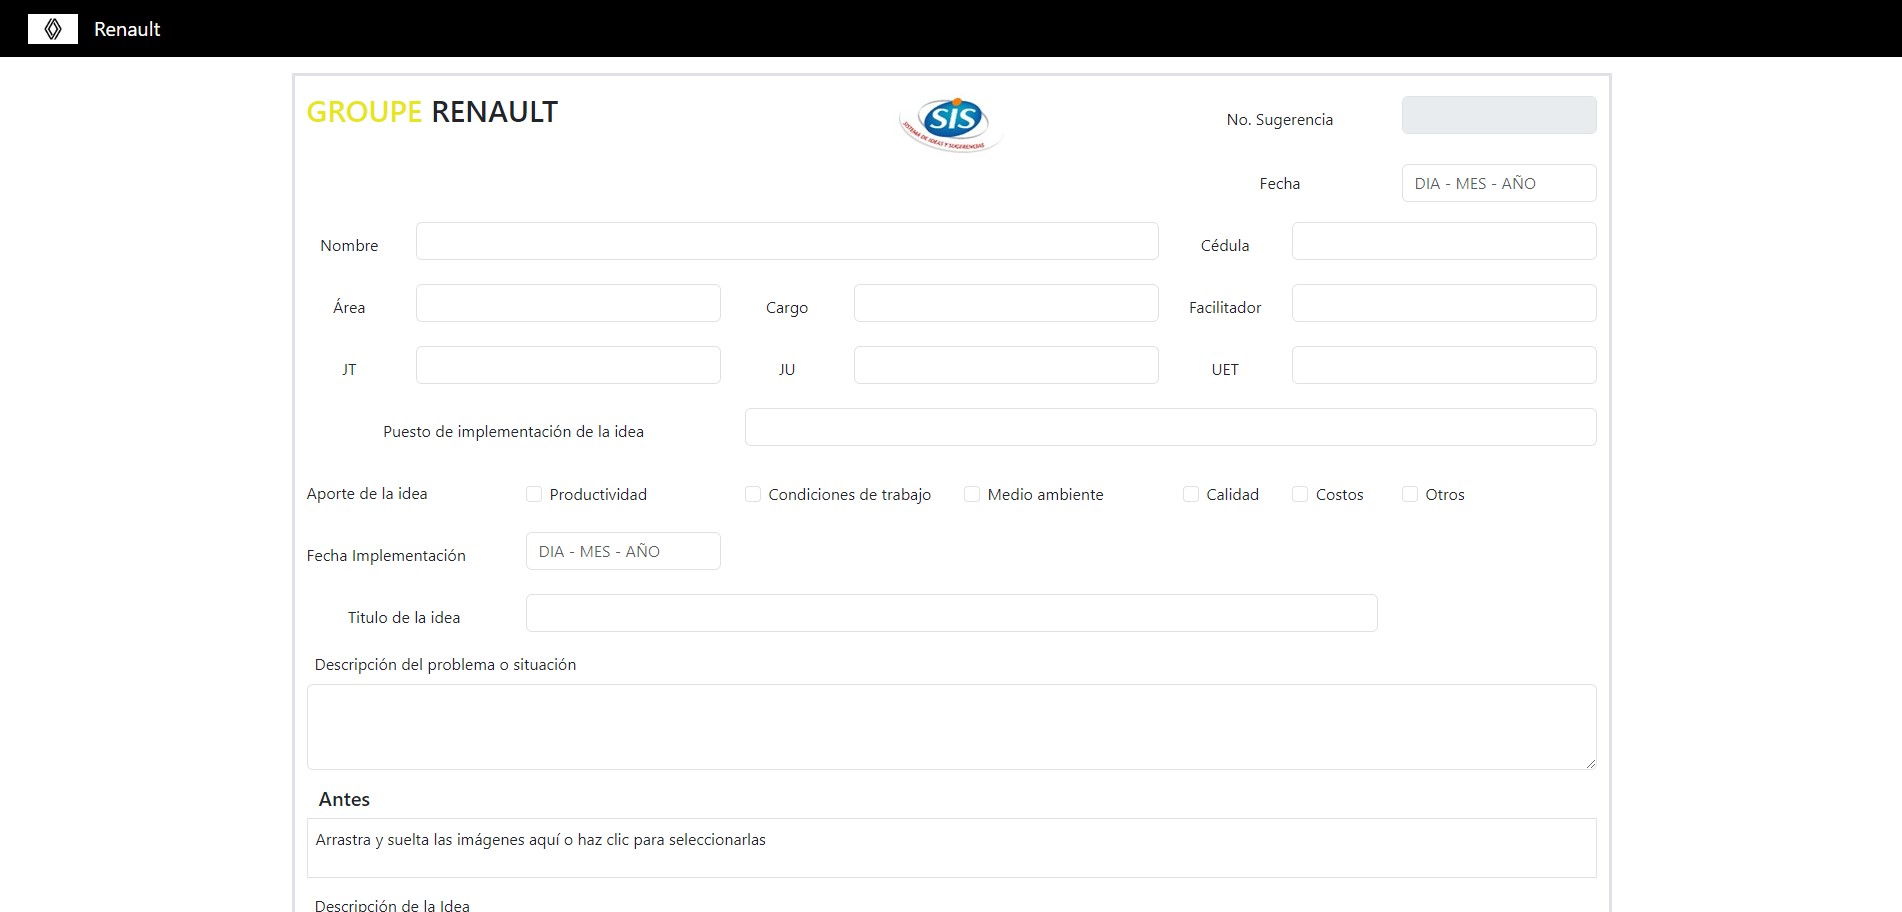 Renault
GROUPE RENAULT
SIS
SISTEMA DE IDEAS Y SUGERENCIAS
No. Sugerencia
Fecha DIA - MES - AÑO
Nombre Cédula
Área Cargo Facilitador
JT JU UET
Puesto de implementación de la idea
Aporte de la idea Productividad Condiciones de trabajo Medio ambiente Calidad Costos Otros
Fecha Implementación DIA - MES - AÑO
Titulo de la idea
Descripción del problema o situación
Antes
Arrastra y suelta las imágenes aquí o haz clic para seleccionarlas
Descripción de la Idea